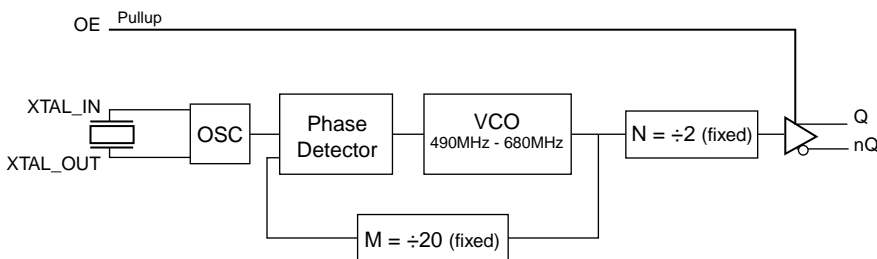 OE Pullup
XTAL_IN
XTAL_OUT
OSC
Phase
Detector
VCO
490MHz - 680MHz
N = ÷2 (fixed)
Q
nQ
M = ÷20 (fixed)